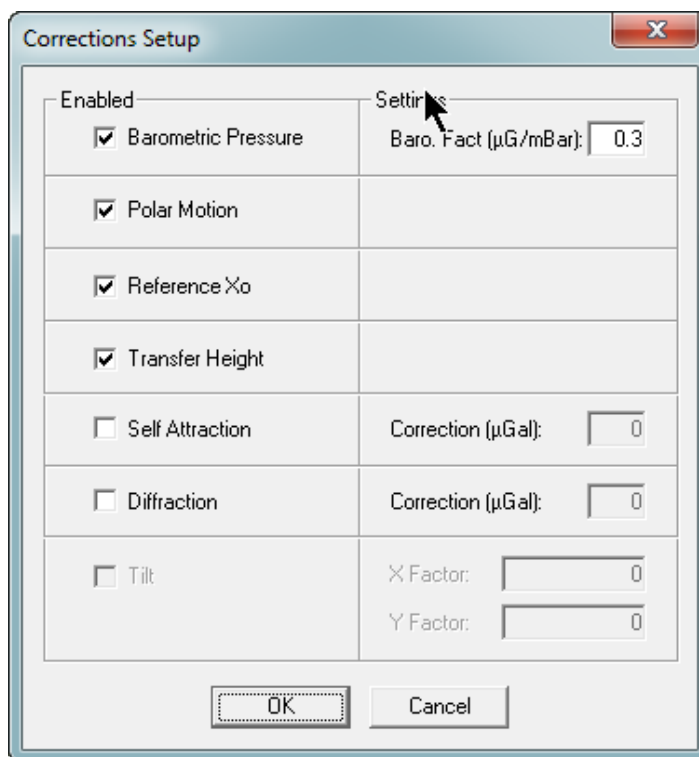 Corrections Setup
Enabled
Settings
Barometric Pressure
Baro. Fact (µG/mBar): 0.3
Polar Motion
Reference Xo
Transfer Height
Self Attraction
Correction (µGal): 0
Diffraction
Correction (µGal): 0
Tilt
X Factor: 0
Y Factor: 0
OK
Cancel